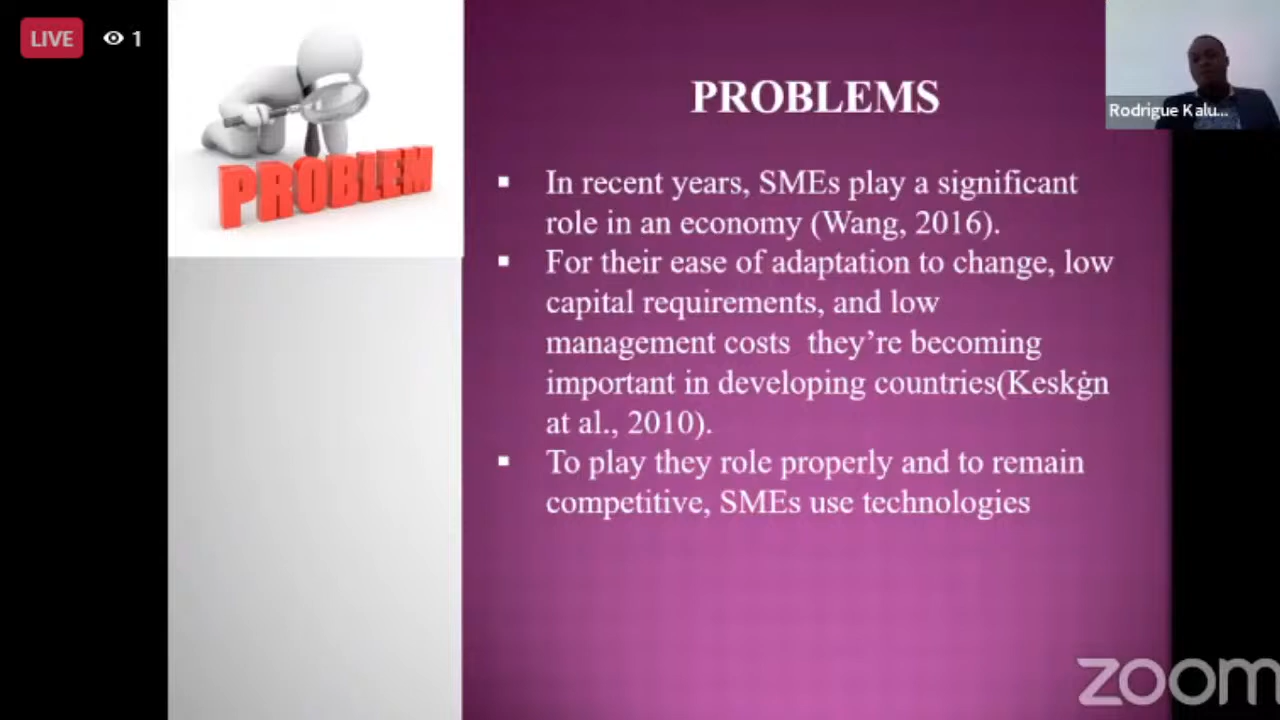 LIVE
1
PROBLEM
PROBLEMS
Rodrigue Kalu...
▪ In recent years, SMEs play a significant
role in an economy (Wang, 2016).
▪ For their ease of adaptation to change, low
capital requirements, and low
management costs they're becoming
important in developing countries(Keskġn
at al., 2010).
▪ To play they role properly and to remain
competitive, SMEs use technologies
zoom